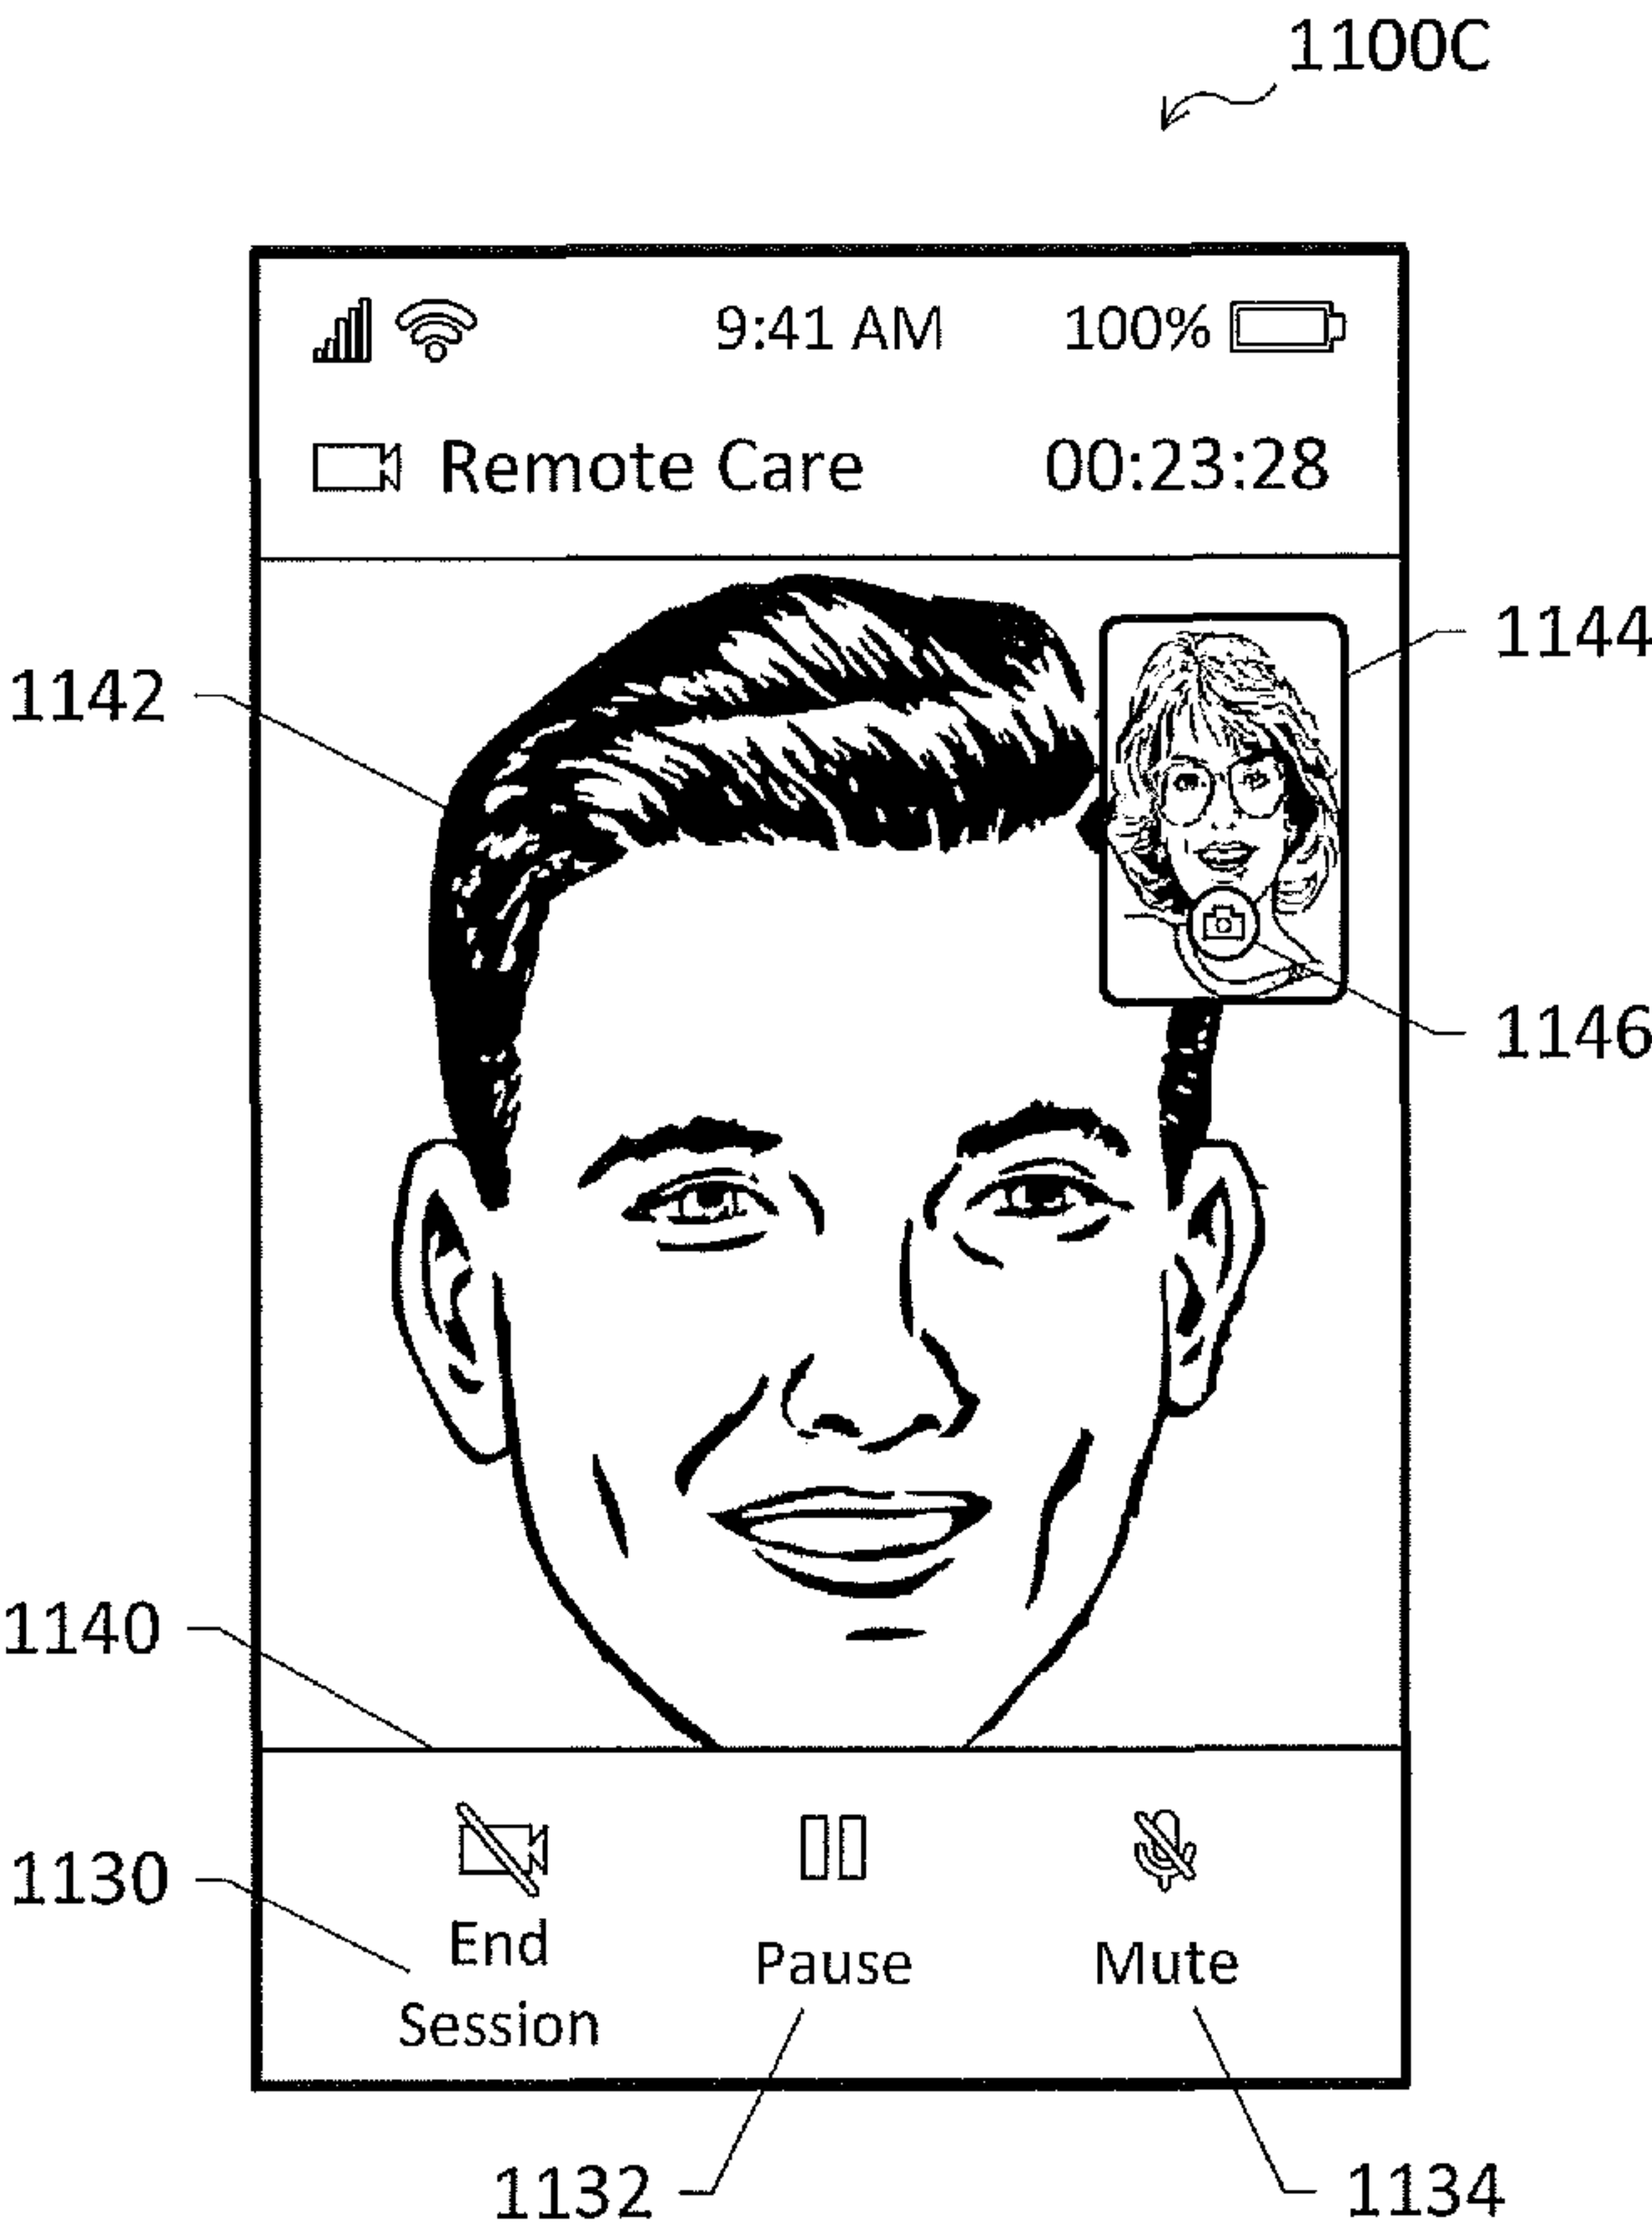 1100C
9:41 AM 100%
Remote Care 00:23:28
1144
1142
1146
1140
1130
End
Session
Pause
Mute
1132
1134